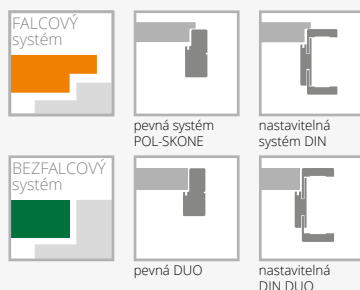 FALCOVÝ
systém
pevná systém
POL-SKONE
nastavitelná
systém DIN
BEZFALCOVÝ
systém
pevná DUO
nastavitelná
DIN DUO